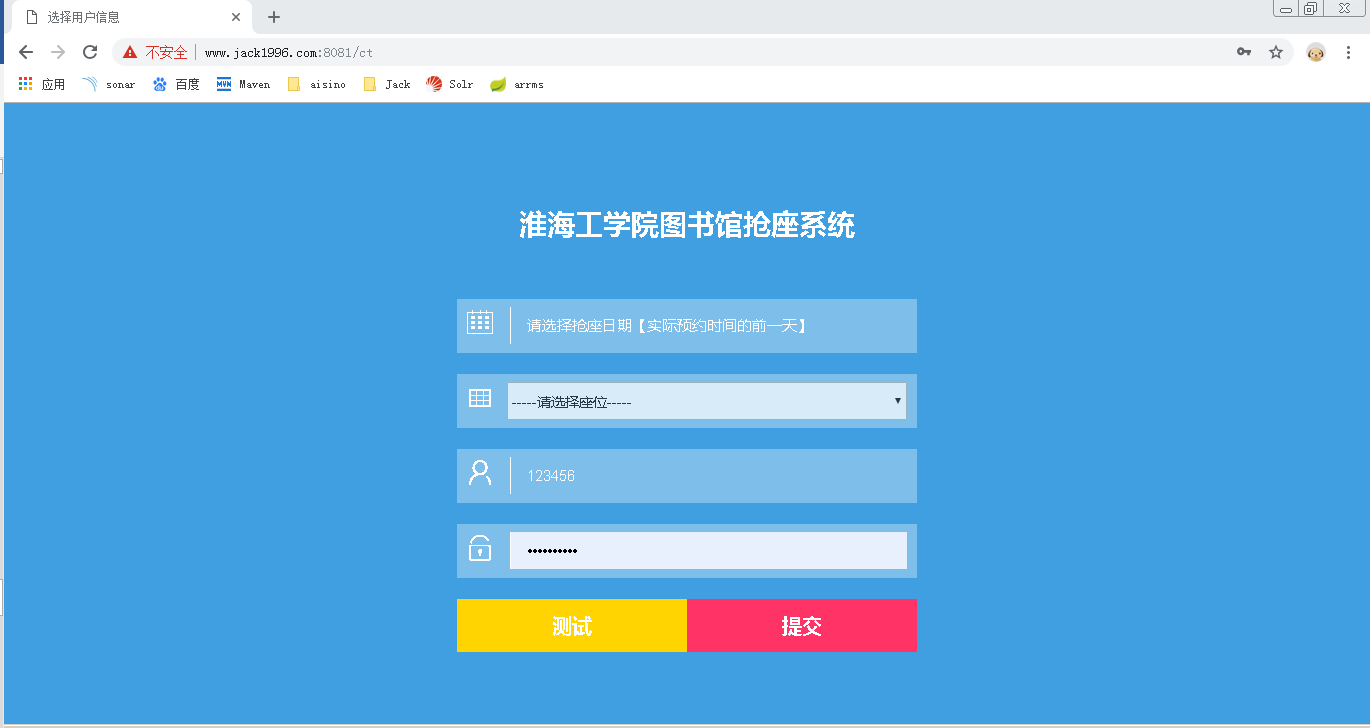 选择用户信息
不安全 www.jack1996.com:8081/ct
应用 sonar 百度 Maven aisino Jack Solr arrms
淮海工学院图书馆抢座系统
请选择抢座日期【实际预约时间的前一天】
-----请选择座位-----
123456
••••••••••
测试 提交